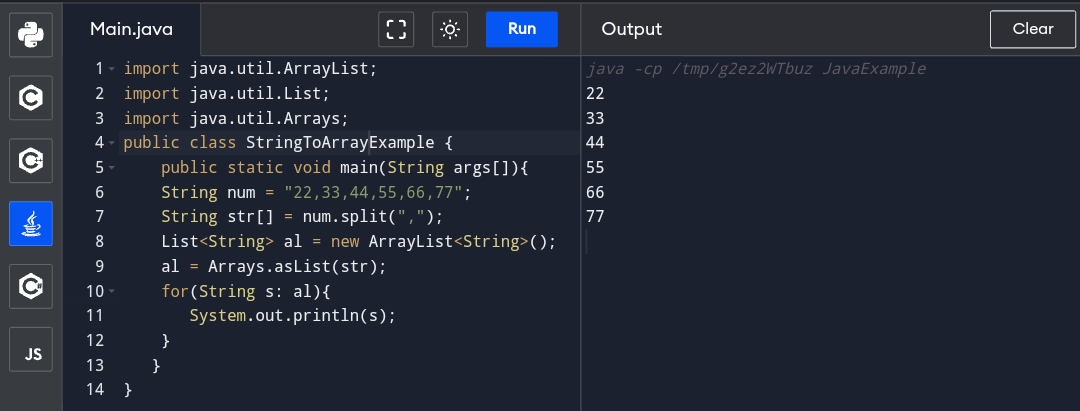 Main.java
Run
Output
Clear
1 import java.util.ArrayList;
2 import java.util.List;
3 import java.util.Arrays;
4 public class StringToArrayExample {
5 public static void main(String args[]){
6 String num = "22,33,44,55,66,77";
7 String str[] = num.split(",");
8 List<String> al = new ArrayList<String>();
9 al = Arrays.asList(str);
10 for(String s: al){
11 System.out.println(s);
12 }
13 }
14 }
java -cp /tmp/g2ez2WTbuz JavaExample
22
33
44
55
66
77
C
C
C
JS